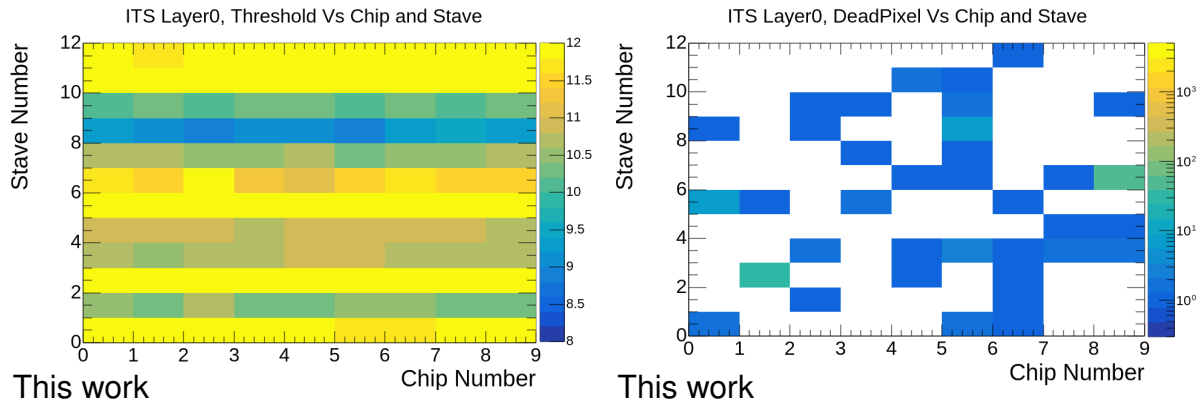 ITS Layer0, Threshold Vs Chip and Stave
Stave Number
12
10
8
6
4
2
0
0 1 2 3 4 5 6 7 8 9
Chip Number
12
11.5
11
10.5
10
9.5
9
8.5
8
This work
ITS Layer0, DeadPixel Vs Chip and Stave
Stave Number
12
10
8
6
4
2
0
0 1 2 3 4 5 6 7 8 9
Chip Number
10³
10²
10¹
10⁰
This work